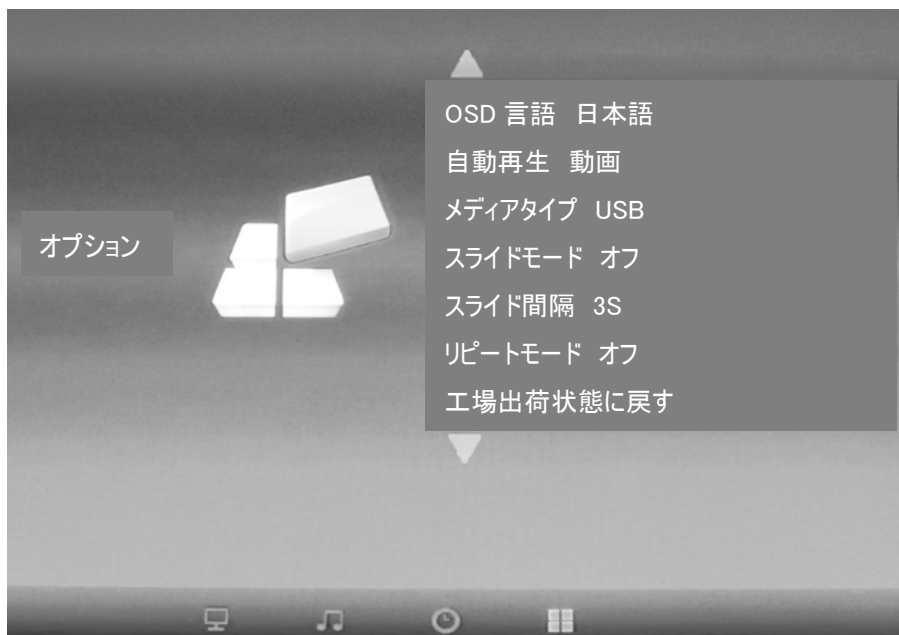 オプション
OSD 言語 日本語
自動再生 動画
メディアタイプ USB
スライドモード オフ
スライド間隔 3S
リピートモード オフ
工場出荷状態に戻す